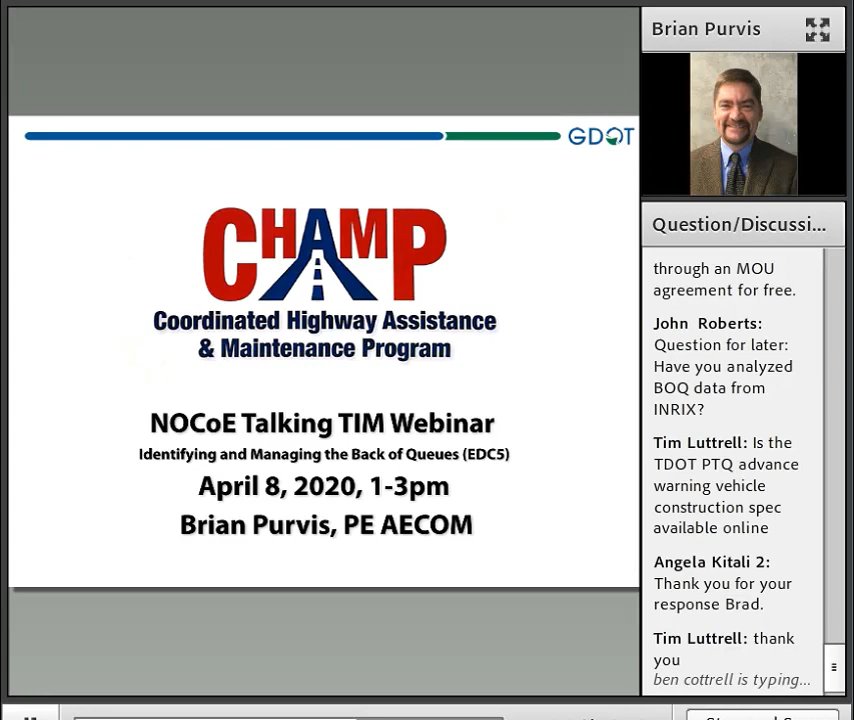 Brian Purvis
GDOT
CHAMP
Coordinated Highway Assistance
& Maintenance Program
NOCoE Talking TIM Webinar
Identifying and Managing the Back of Queues (EDC5)
April 8, 2020, 1-3pm
Brian Purvis, PE AECOM
Question/Discussi...
through an MOU
agreement for free.
John Roberts:
Question for later:
Have you analyzed
BOQ data from
INRIX?
Tim Luttrell: Is the
TDOT PTQ advance
warning vehicle
construction spec
available online
Angela Kitali 2:
Thank you for your
response Brad.
Tim Luttrell: thank
you
ben cottrell is typing...